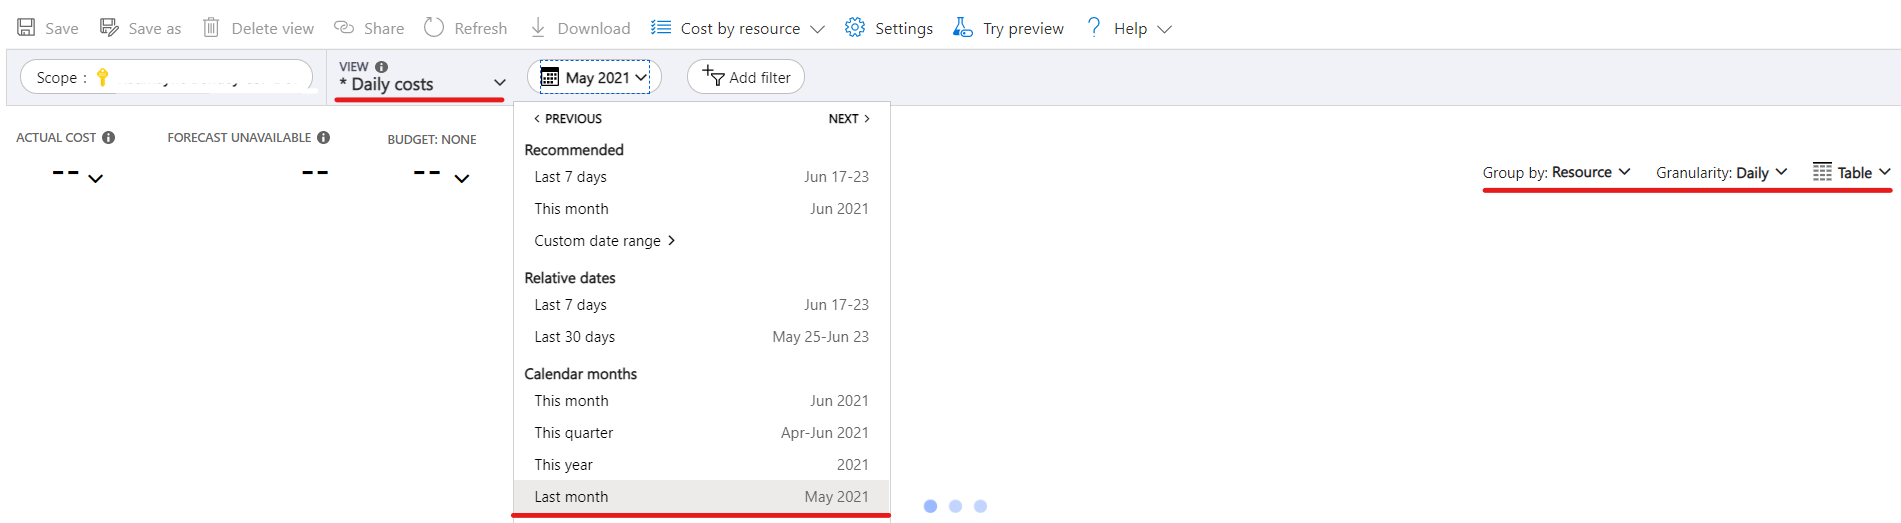 Save Save as Delete view Share Refresh Download Cost by resource Settings Try preview ? Help
Scope :
VIEW
* Daily costs
May 2021
Add filter
ACTUAL COST
--
FORECAST UNAVAILABLE
--
BUDGET: NONE
--
< PREVIOUS NEXT >
Recommended
Last 7 days Jun 17-23
This month Jun 2021
Custom date range >
Relative dates
Last 7 days Jun 17-23
Last 30 days May 25-Jun 23
Calendar months
This month Jun 2021
This quarter Apr-Jun 2021
This year 2021
Last month May 2021
Group by: Resource Granularity: Daily Table